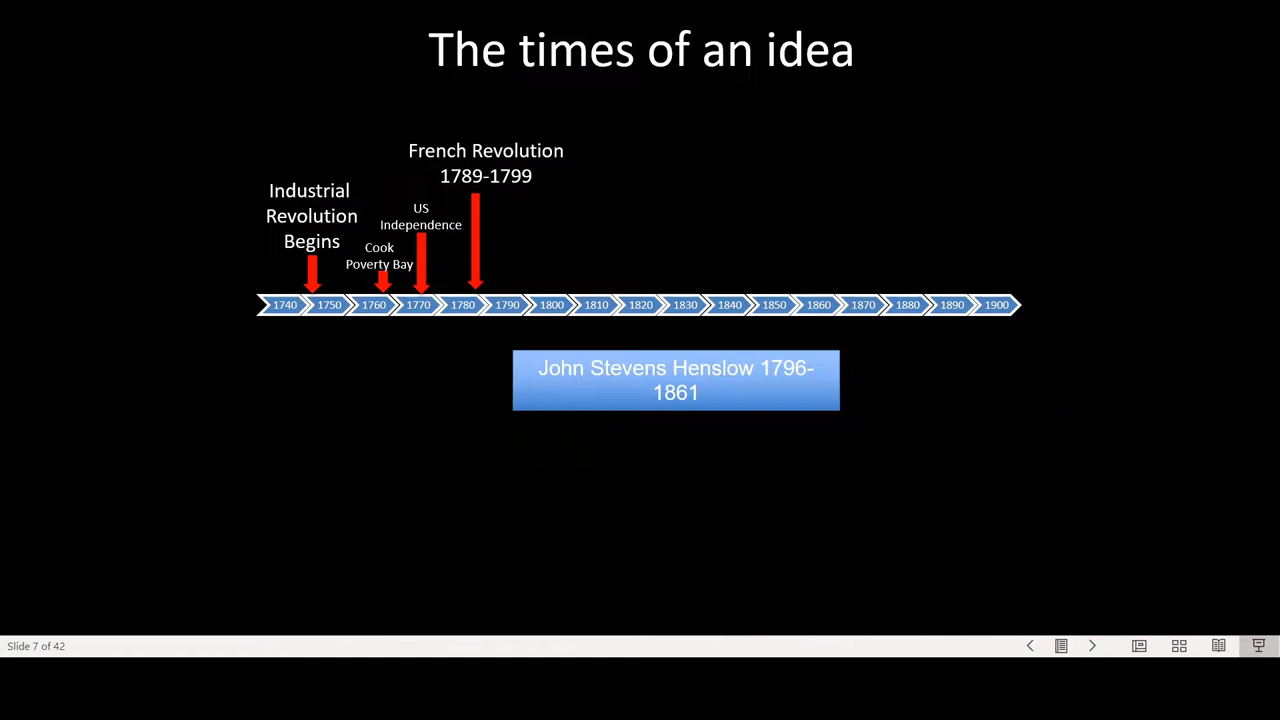 The times of an idea
French Revolution
1789-1799
Industrial
Revolution
Begins
US
Independence
Cook
Poverty Bay
1740 1750 1760 1770 1780 1790 1800 1810 1820 1830 1840 1850 1860 1870 1880 1890 1900
John Stevens Henslow 1796-
1861
Slide 7 of 42